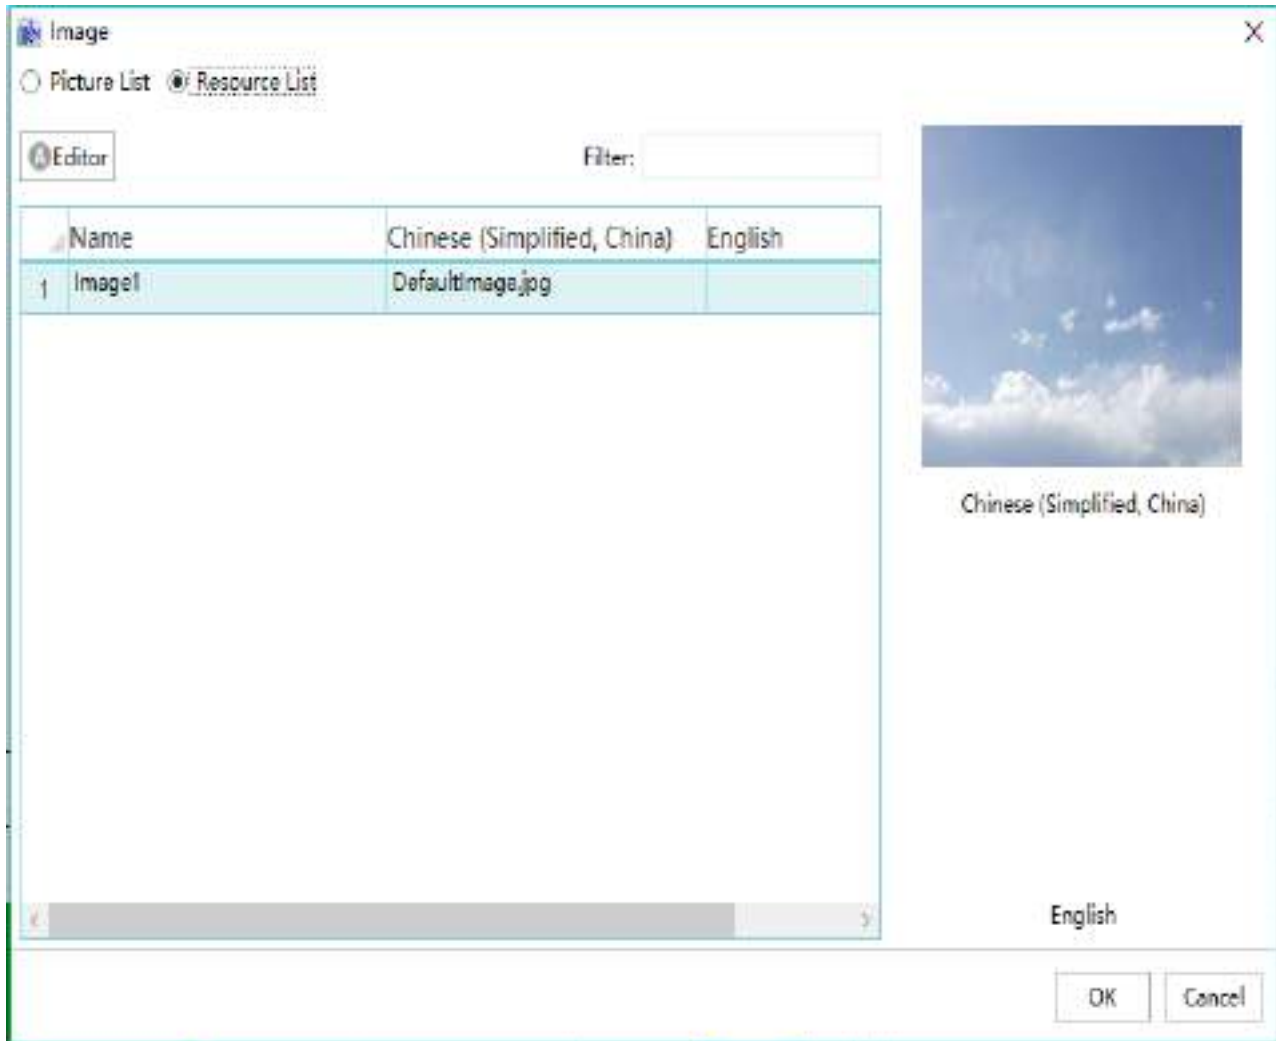 Image
Picture List Resource List
Editor Filter:
Name Chinese (Simplified, China) English
1 Image1 DefaultImage.jpg
Chinese (Simplified, China)
English
OK Cancel